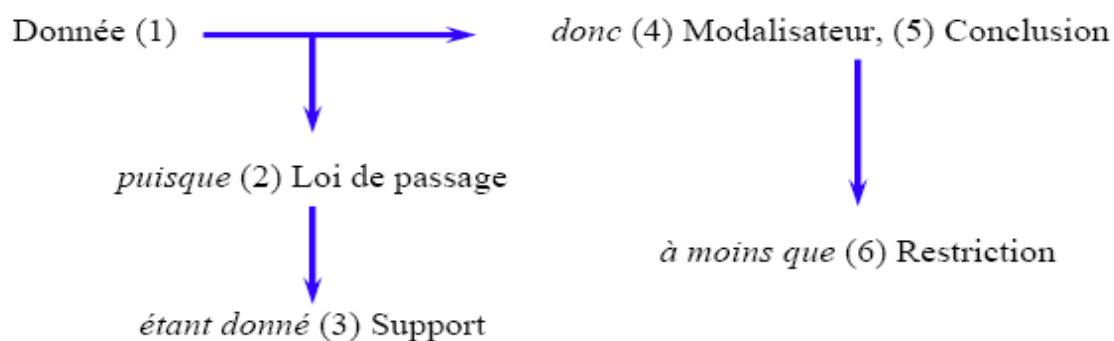 Donnée (1) donc (4) Modalisateur, (5) Conclusion
puisque (2) Loi de passage
à moins que (6) Restriction
étant donné (3) Support